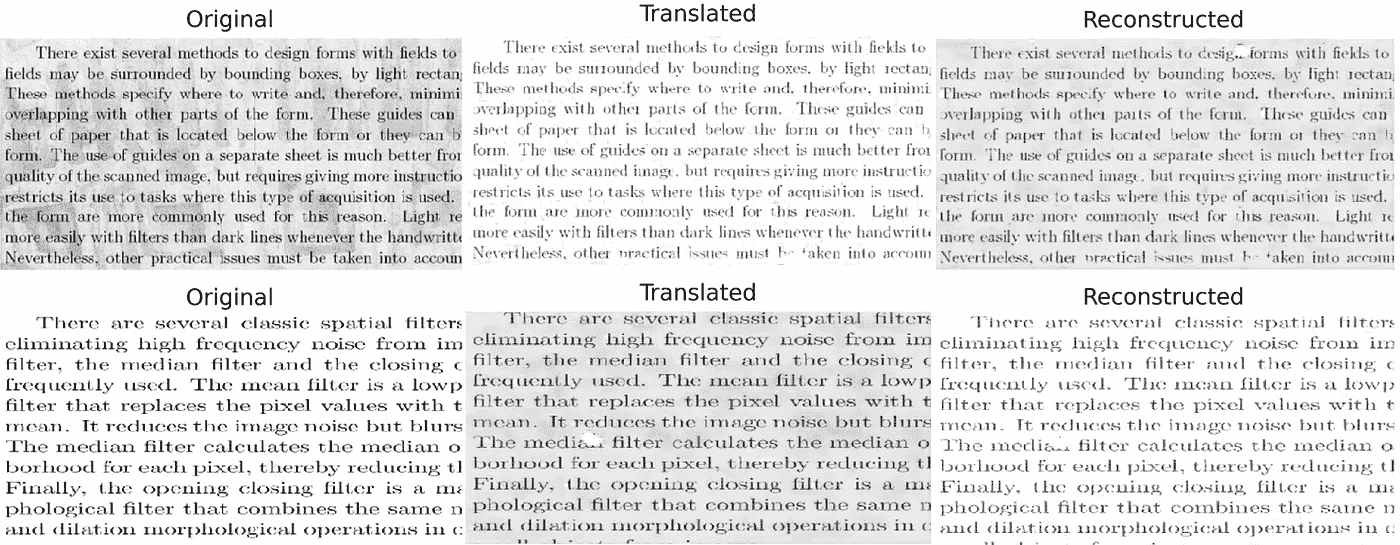 Original
There exist several methods to design forms with fields to
fields may be surrounded by bounding boxes, by light rectan
These methods specify where to write and, therefore, minimi
overlapping with other parts of the form. These guides can
sheet of paper that is located below the form or they can b
form. The use of guides on a separate sheet is much better fro
quality of the scanned image, but requires giving more instructio
restricts its use to tasks where this type of acquisition is used.
the form are more commonly used for this reason. Light re
more easily with filters than dark lines whenever the handwritt
Nevertheless, other practical issues must be taken into accoun
Translated
There exist several methods to design forms with fields to
fields may be surrounded by bounding boxes, by light rectan
These methods specify where to write and, therefore, minimi
overlapping with other parts of the form. These guides can
sheet of paper that is located below the form or they can b
form. The use of guides on a separate sheet is much better fro
quality of the scanned image, but requires giving more instructio
restricts its use to tasks where this type of acquisition is used.
the form are more commonly used for this reason. Light re
more easily with filters than dark lines whenever the handwritt
Nevertheless, other practical issues must taken into accoun
Reconstructed
There exist several methods to desig forms with fields to
fields may be surrounded by bounding boxes, by light rectan
These methods specify where to write and, therefore, minimi
overlapping with other parts of the form. These guides can
sheet of paper that is located below the form or they can b
form. The use of guides on a separate sheet is much better fro
quality of the scanned image, but requires giving more instructio
restricts its use to tasks where this type of acquisition is used.
the form are more commonly used for this reason. Light re
more easily with filters than dark lines whenever the handwritt
Nevertheless, other practical issues must taken into accoun
Original
There are several classic spatial filters
eliminating high frequency noise from im
filter, the median filter and the closing
frequently used. The mean filter is a lowp
filter that replaces the pixel values with t
mean. It reduces the image noise but blurs
The median filter calculates the median o
borhood for each pixel, thereby reducing t
Finally, the opening closing filter is a ma
phological filter that combines the same n
and dilation morphological operations in
Translated
There are several classic spatial filters
eliminating high frequency noise from im
filter, the median filter and the closing
frequently used. The mean filter is a lowp
filter that replaces the pixel values with t
mean. It reduces the image noise but blurs
The media filter calculates the median o
borhood for each pixel, thereby reducing t
Finally, the opening closing filter is a ma
phological filter that combines the same n
and dilation morphological operations in
Reconstructed
There are several classic spatial filters
eliminating high frequency noise from im
filter, the median filter and the closing
frequently used. The mean filter is a lowp
filter that replaces the pixel values with t
mean. It reduces the image noise but blurs
The media filter calculates the median o
borhood for each pixel, thereby reducing t
Finally, the opening closing filter is a ma
phological filter that combines the same n
and dilation morphological operations in